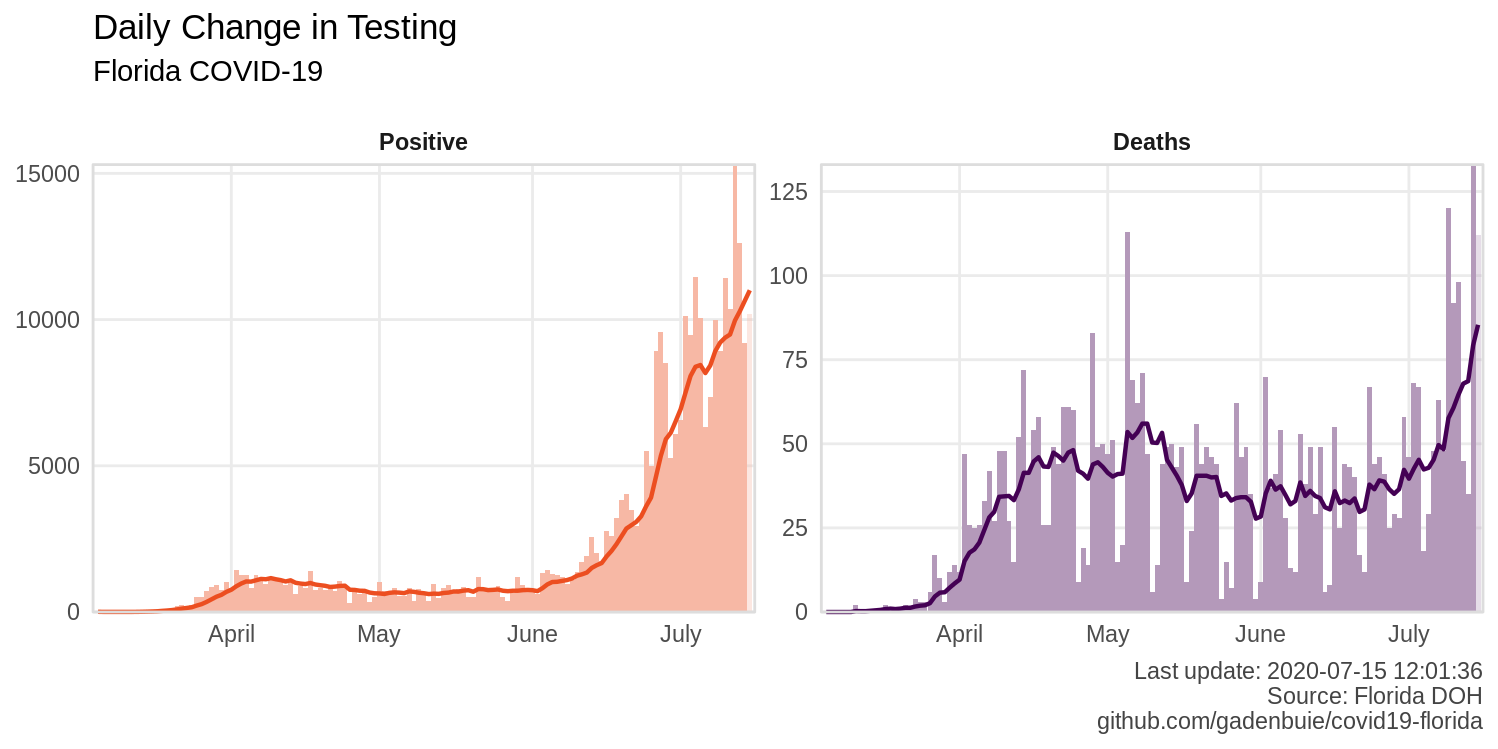 Daily Change in Testing
Florida COVID-19
Positive
Deaths
15000
10000
5000
0
April May June July
125
100
75
50
25
0
April May June July
Last update: 2020-07-15 12:01:36
Source: Florida DOH
github.com/gadenbuie/covid19-florida